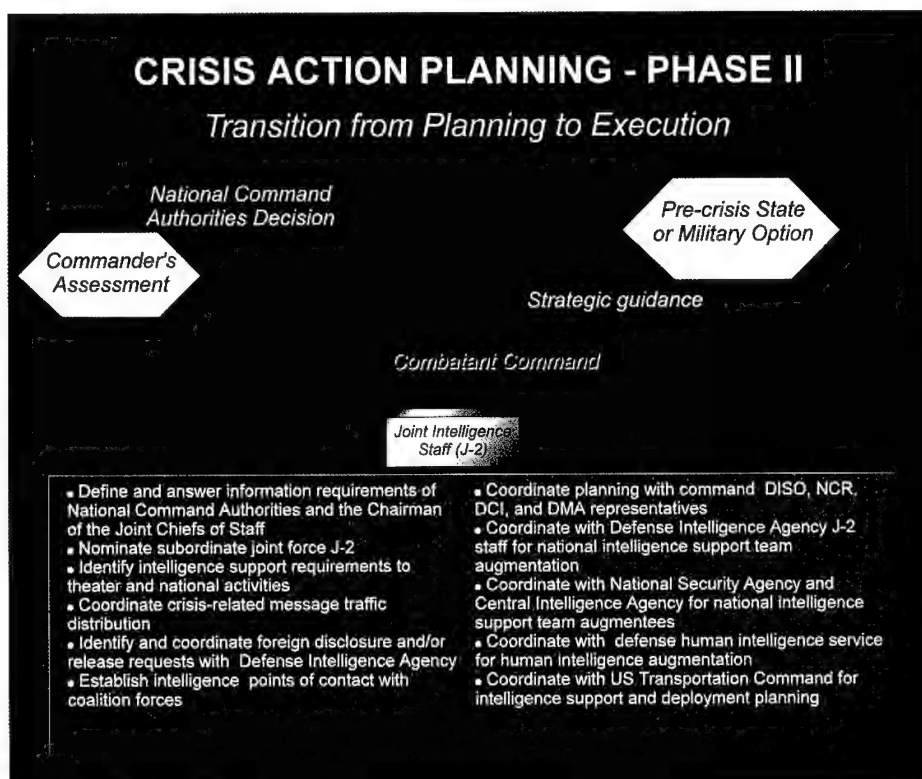 CRISIS ACTION PLANNING - PHASE II
Transition from Planning to Execution
National Command
Authorities Decision
Pre-crisis State
or Military Option
Commander's
Assessment
Strategic guidance
Combatant Command
Joint Intelligence
Staff (J-2)
▪ Define and answer information requirements of
National Command Authorities and the Chairman
of the Joint Chiefs of Staff
▪ Nominate subordinate joint force J-2
▪ Identify intelligence support requirements to
theater and national activities
▪ Coordinate crisis-related message traffic
distribution
▪ Identify and coordinate foreign disclosure and/or
release requests with Defense Intelligence Agency
▪ Establish intelligence points of contact with
coalition forces
▪ Coordinate planning with command DISO, NCR,
DCI, and DMA representatives
▪ Coordinate with Defense Intelligence Agency J-2
staff for national intelligence support team
augmentation
▪ Coordinate with National Security Agency and
Central Intelligence Agency for national intelligence
support team augmentees
▪ Coordinate with defense human intelligence service
for human intelligence augmentation
▪ Coordinate with US Transportation Command for
intelligence support and deployment planning